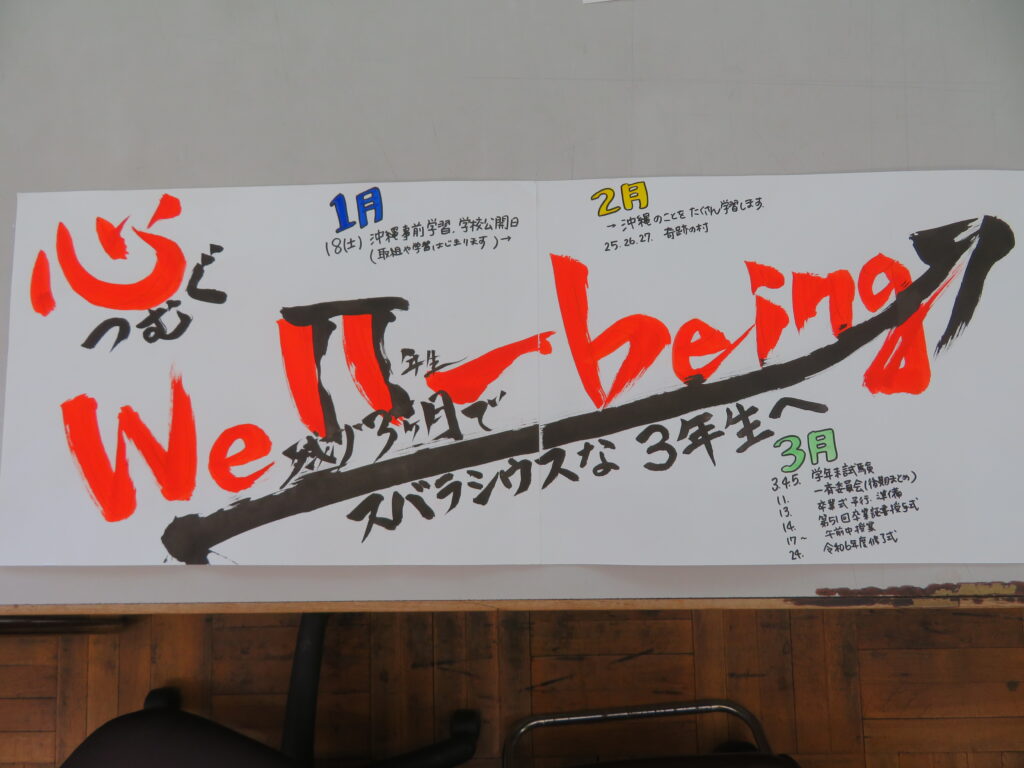 心
つむぐ
1月
18(土) 沖縄事前学習、学校公開日
(取組や学習はじまります)→
2月
→ 沖縄のことをたくさん学習します。
25.26.27. 奇跡の村
Well-being
II年生
残り3ヶ月で
スバラシウスな 3年生へ
3月
3.4.5. 学年末試験
11. 一斉委員会(後期まとめ)
13. 卒業式予行、準備
14. 第51回卒業証書授与式
17〜 午前中授業
24. 令和6年度修了式